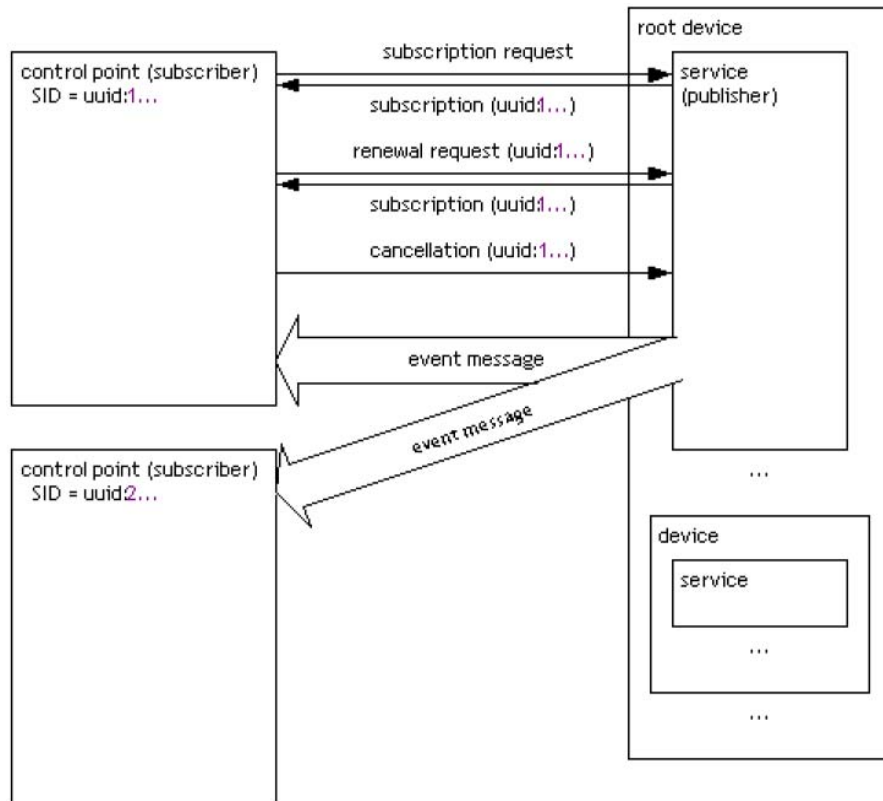 root device
subscription request
control point (subscriber)
SID = uuid:1...
service
(publisher)
subscription (uuid:1...)
renewal request (uuid:1...)
subscription (uuid:1...)
cancellation (uuid:1...)
event message
event message
control point (subscriber)
SID = uuid:2...
...
device
service
...
...